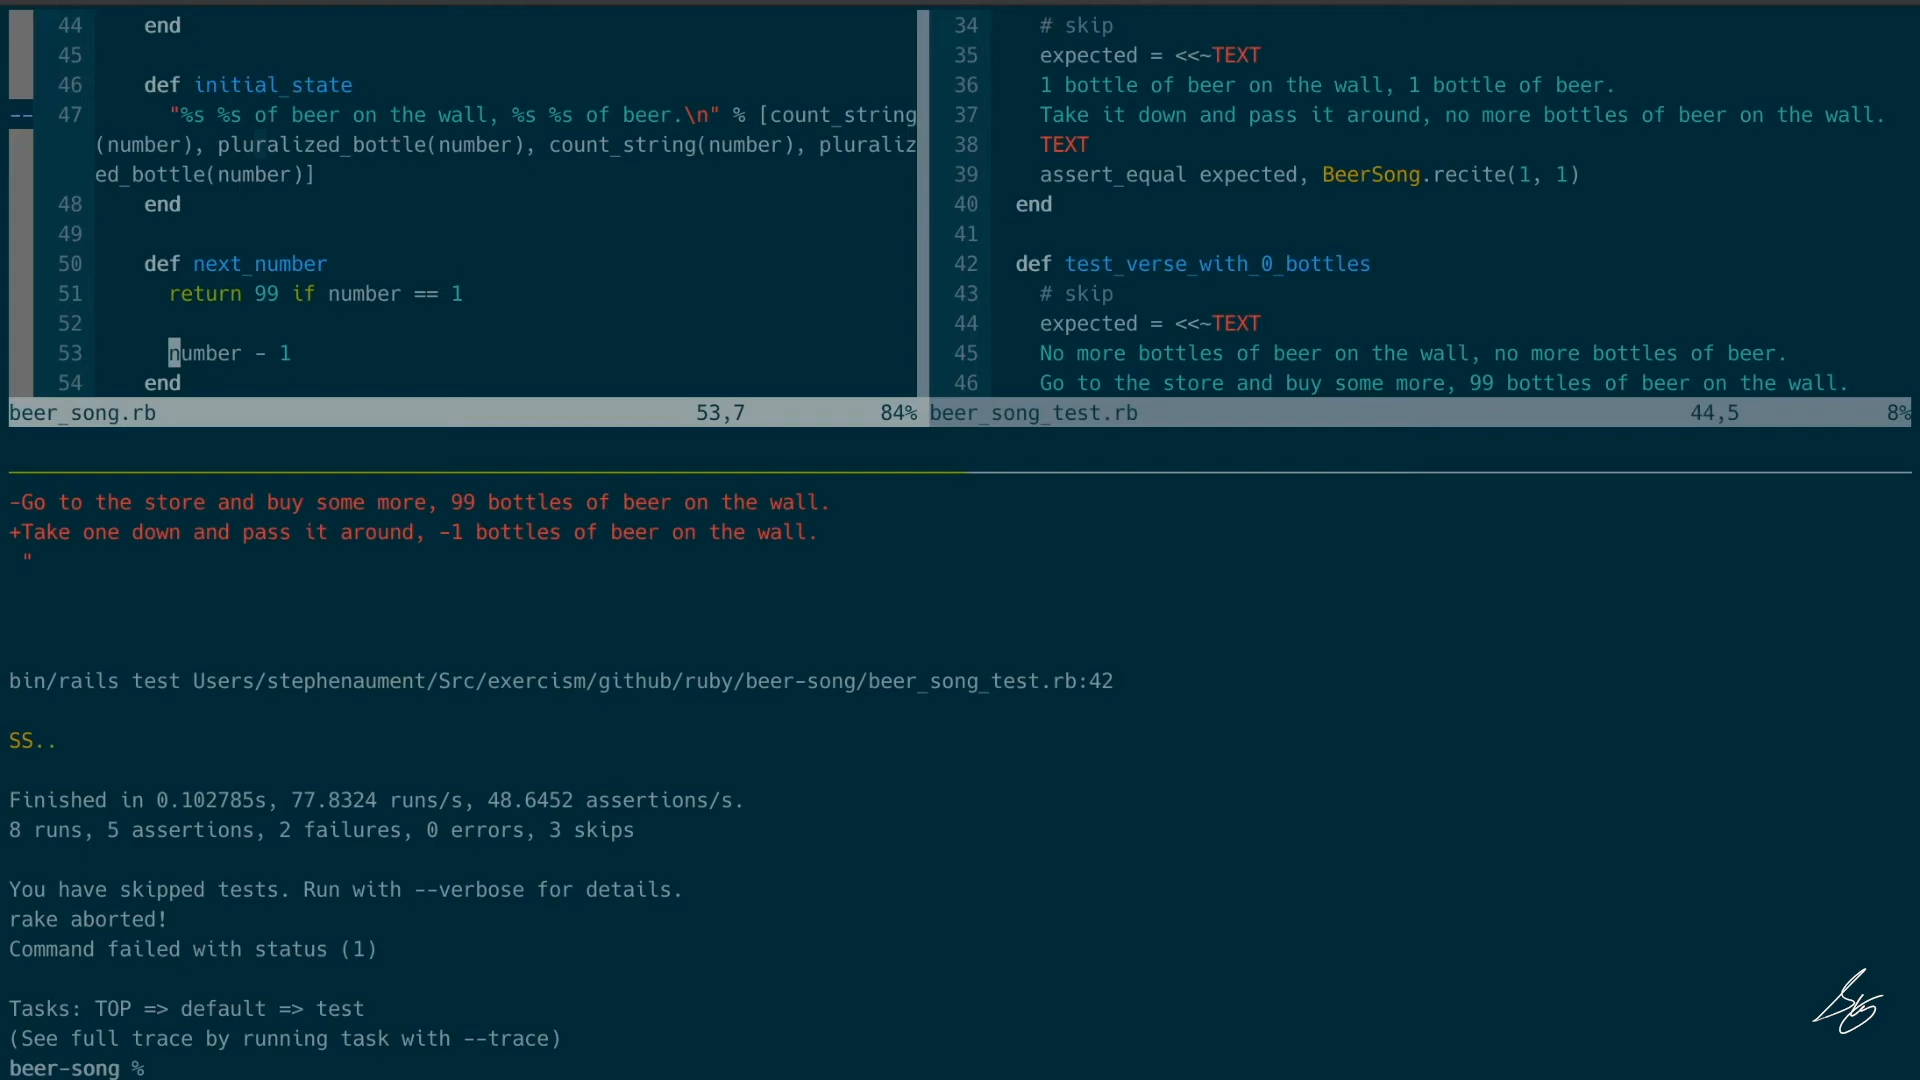 44     end
45
46     def initial_state
-- 47       "%s %s of beer on the wall, %s %s of beer.\n" % [count_string
(number), pluralized_bottle(number), count_string(number), pluraliz
ed_bottle(number)]
48     end
49
50     def next_number
51       return 99 if number == 1
52
53       number - 1
54     end
beer_song.rb 53,7 84%
34     # skip
35     expected = <<~TEXT
36     1 bottle of beer on the wall, 1 bottle of beer.
37     Take it down and pass it around, no more bottles of beer on the wall.
38     TEXT
39     assert_equal expected, BeerSong.recite(1, 1)
40   end
41
42   def test_verse_with_0_bottles
43     # skip
44     expected = <<~TEXT
45     No more bottles of beer on the wall, no more bottles of beer.
46     Go to the store and buy some more, 99 bottles of beer on the wall.
beer_song_test.rb 44,5 8%
-Go to the store and buy some more, 99 bottles of beer on the wall.
+Take one down and pass it around, -1 bottles of beer on the wall.
 "
bin/rails test Users/stephenaument/Src/exercism/github/ruby/beer-song/beer_song_test.rb:42
SS..
Finished in 0.102785s, 77.8324 runs/s, 48.6452 assertions/s.
8 runs, 5 assertions, 2 failures, 0 errors, 3 skips
You have skipped tests. Run with --verbose for details.
rake aborted!
Command failed with status (1)
Tasks: TOP => default => test
(See full trace by running task with --trace)
beer-song %